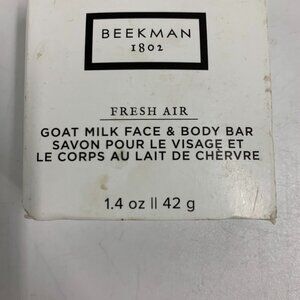 BEEKMAN
1802
FRESH AIR
GOAT MILK FACE & BODY BAR
SAVON POUR LE VISAGE ET
LE CORPS AU LAIT DE CHÈRVRE
1.4 oz || 42 g